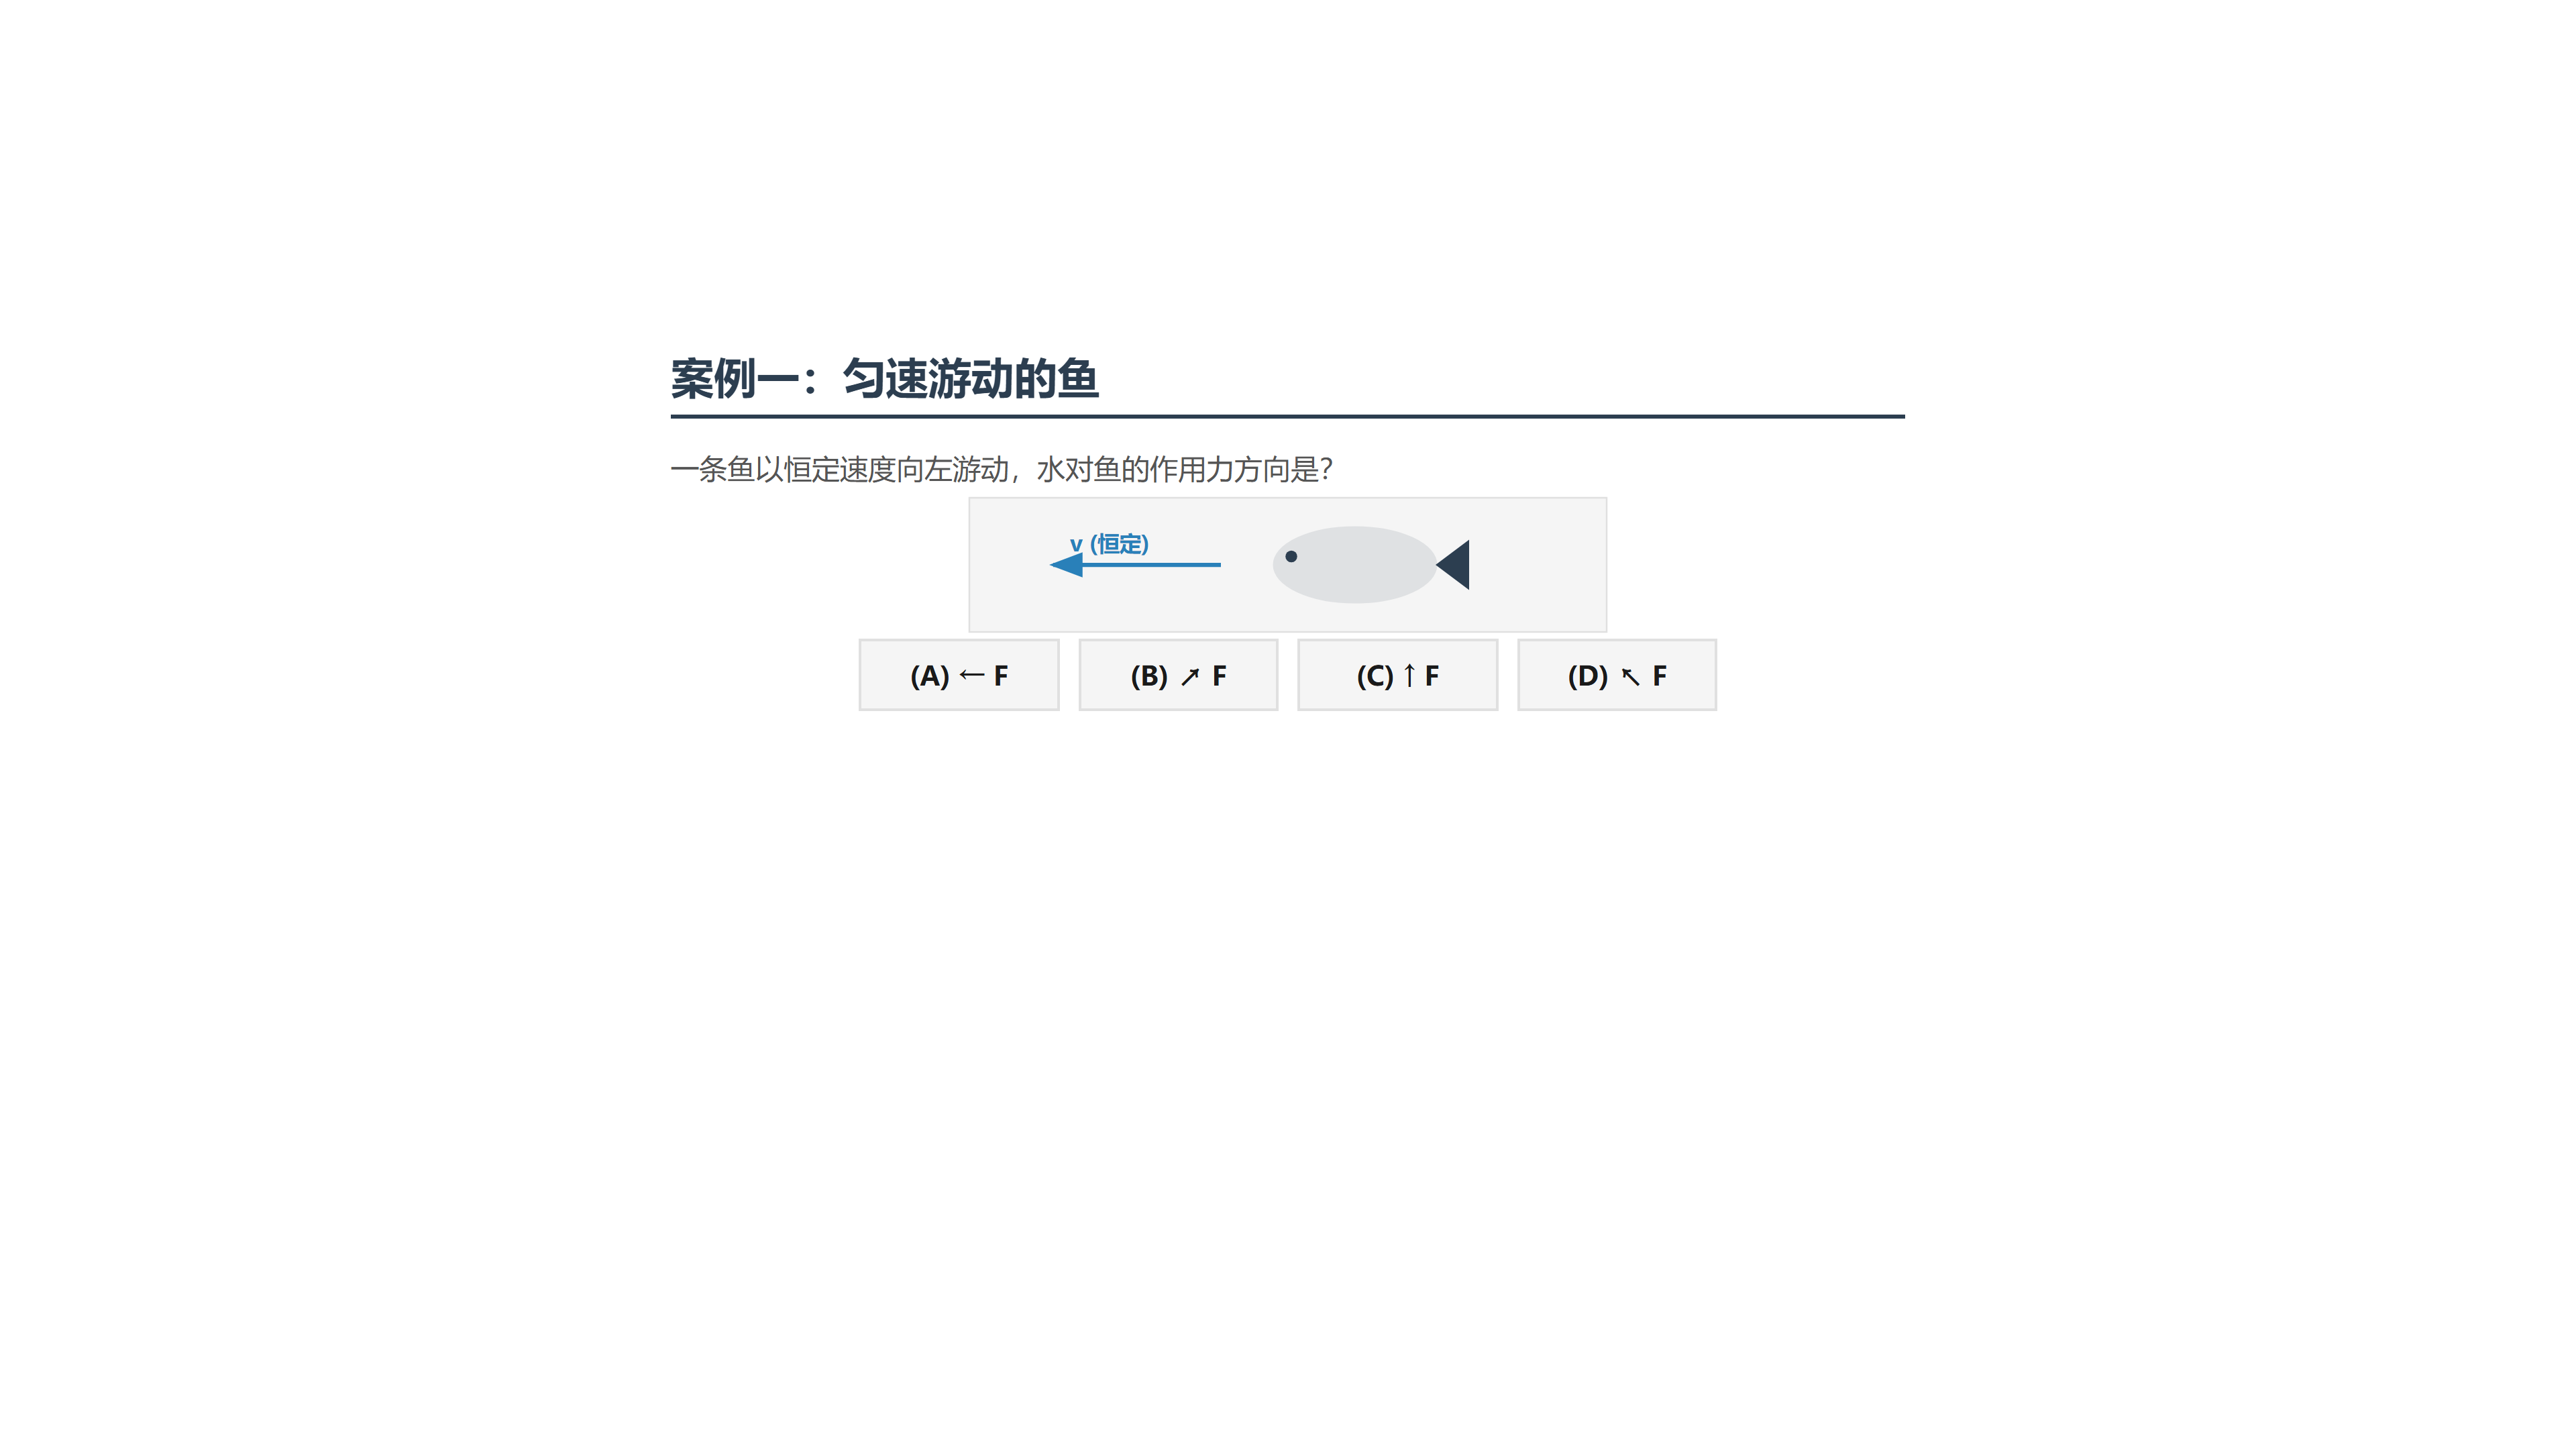 案例一：匀速游动的鱼
一条鱼以恒定速度向左游动，水对鱼的作用力方向是?
v (恒定)
(A) ← F
(B) ↗ F
(C) ↑ F
(D) ↖ F